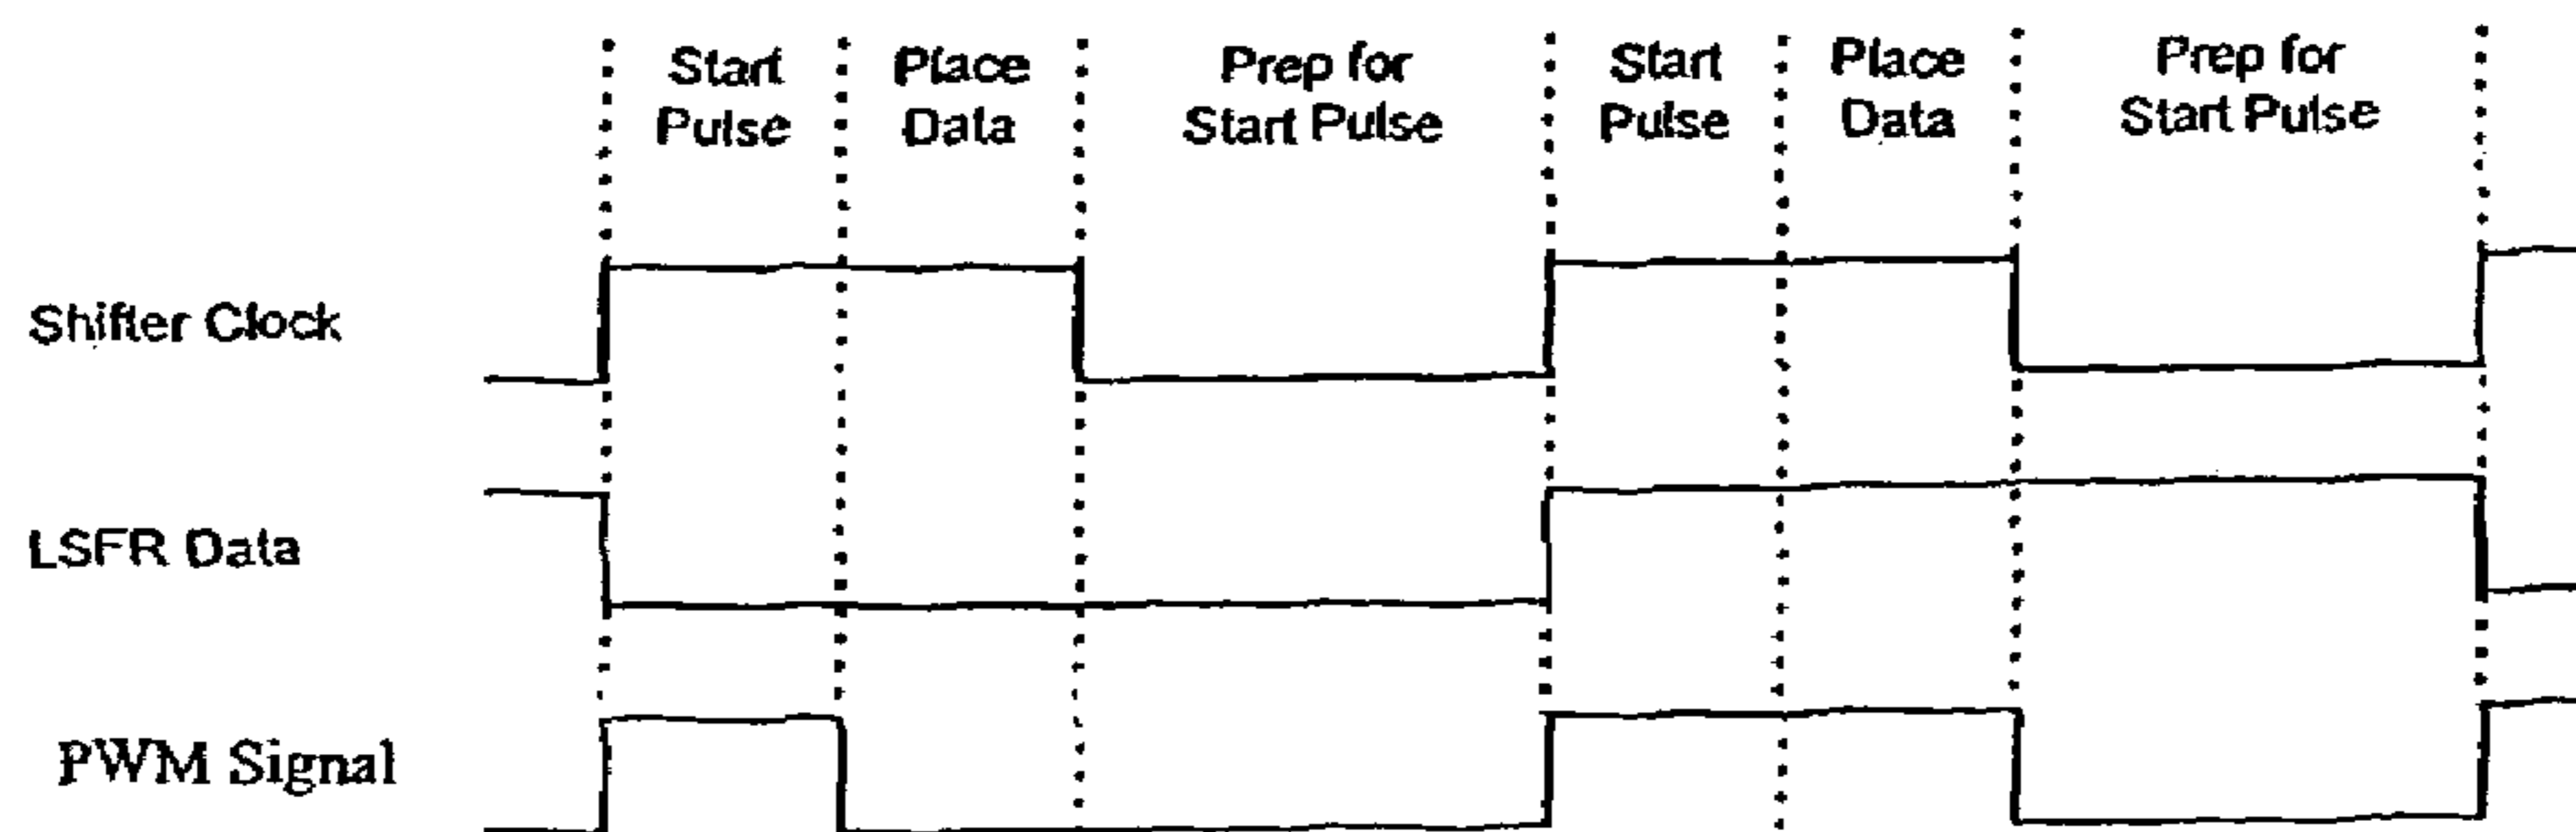 Start
Pulse
Place
Data
Prep for
Start Pulse
Start
Pulse
Place
Data
Prep for
Start Pulse
Shifter Clock
LSFR Data
PWM Signal